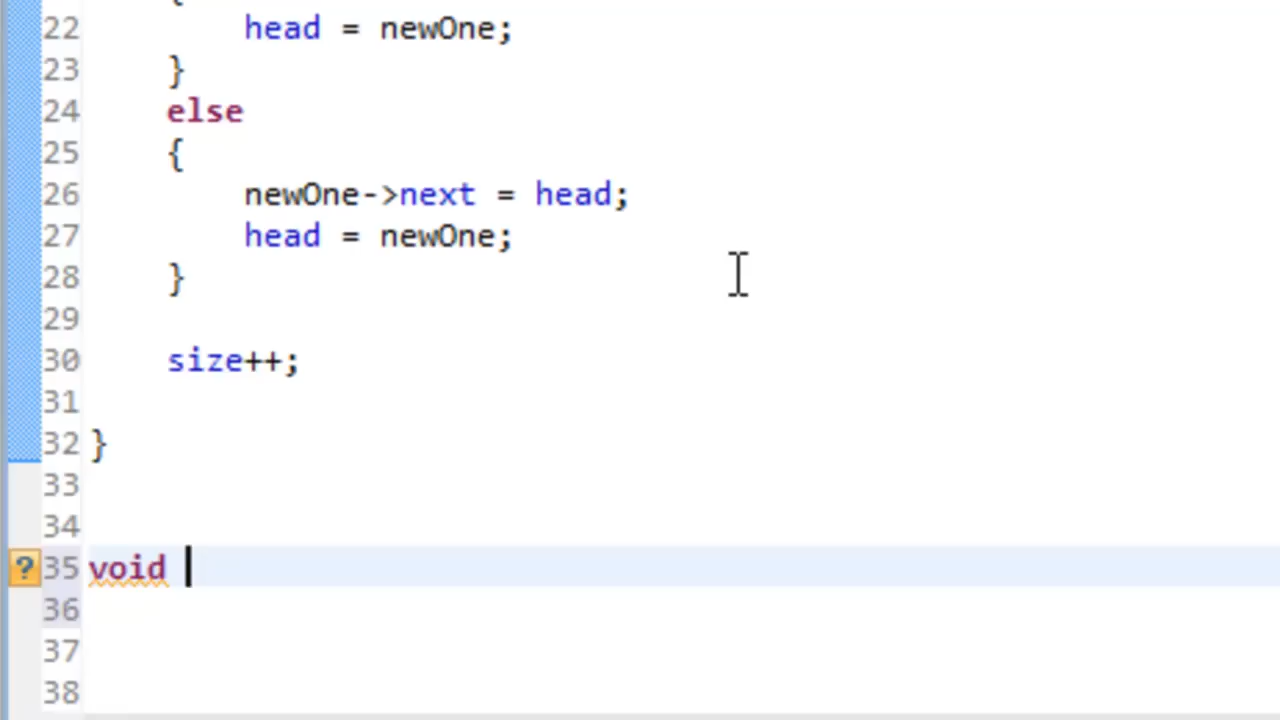 {
22 head = newOne;
23 }
24 else
25 {
26 newOne->next = head;
27 head = newOne;
28 }
29
30 size++;
31
32 }
33
34
? 35 void
36
37
38